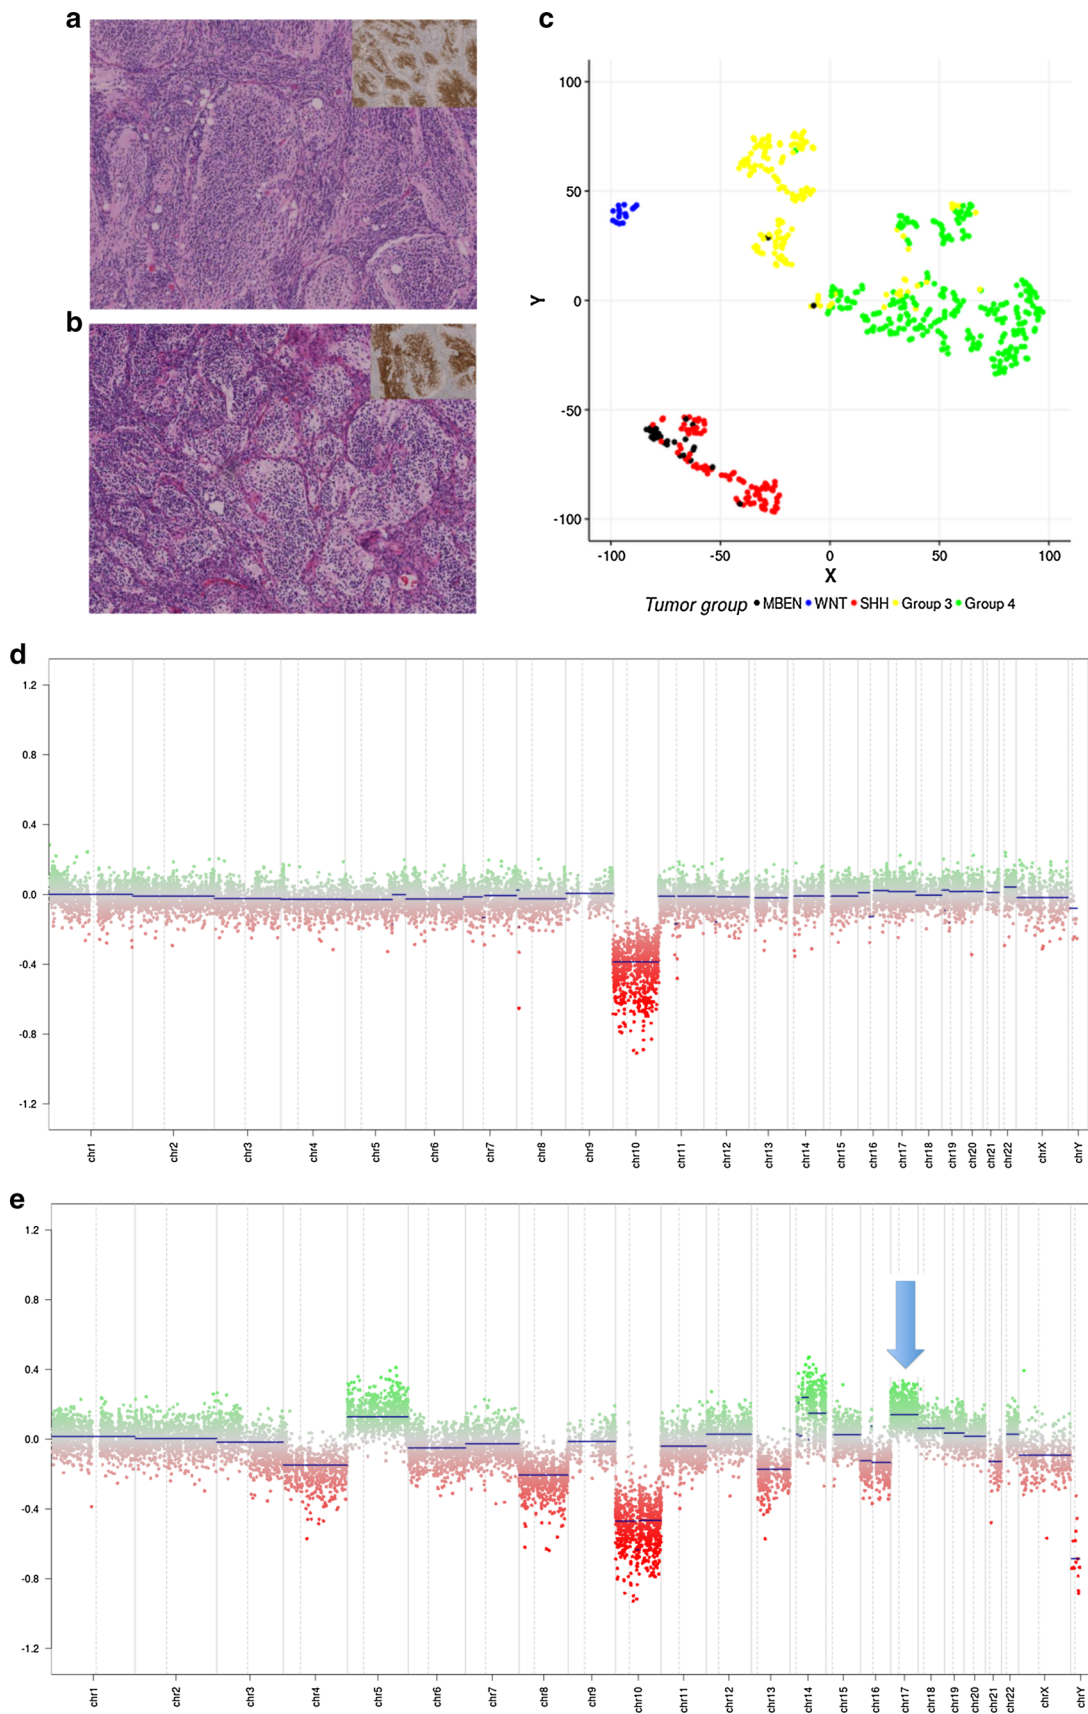 a
b
c
100
50
0
-50
-100
Y
-100 -50 0 50 100
X
Tumor group MBEN WNT SHH Group 3 Group 4
d
1.2
0.8
0.4
0.0
-0.4
-0.8
-1.2
chr1 chr2 chr3 chr4 chr5 chr6 chr7 chr8 chr9 chr10 chr11 chr12 chr13 chr14 chr15 chr16 chr17 chr18 chr19 chr20 chr21 chr22 chrX chrY
e
1.2
0.8
0.4
0.0
-0.4
-0.8
-1.2
chr1 chr2 chr3 chr4 chr5 chr6 chr7 chr8 chr9 chr10 chr11 chr12 chr13 chr14 chr15 chr16 chr17 chr18 chr19 chr20 chr21 chr22 chrX chrY